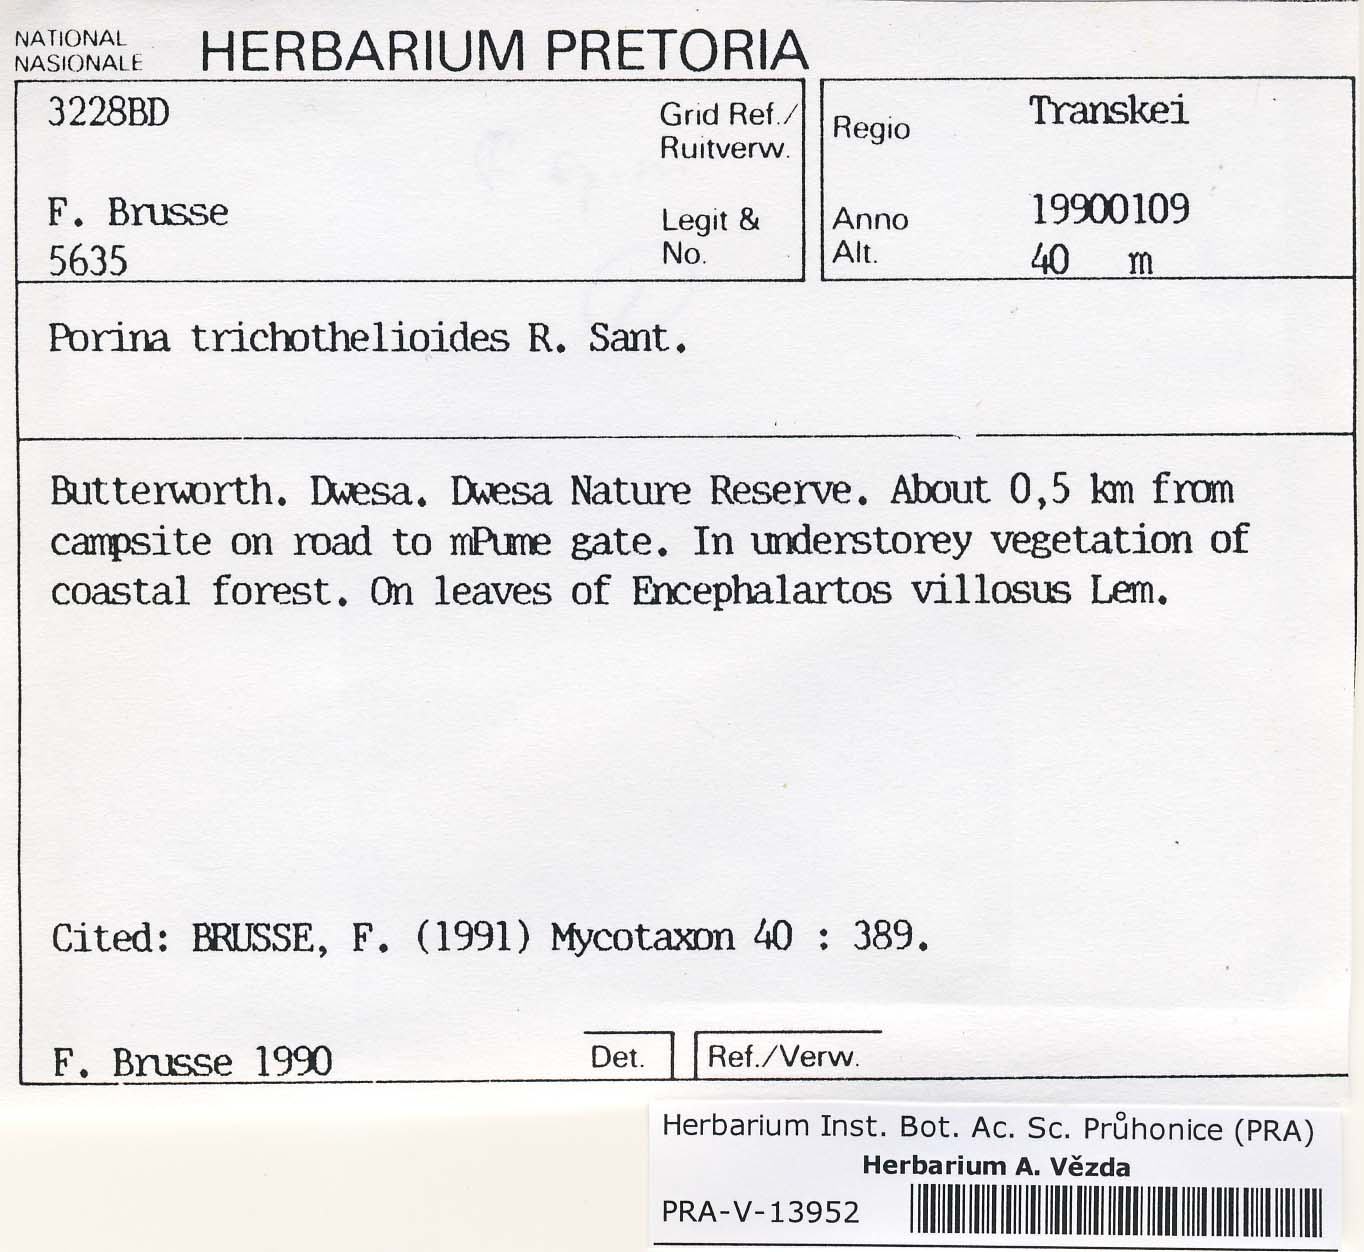 NATIONAL
NASIONALE
HERBARIUM PRETORIA
3228BD
Grid Ref./
Ruitverw.
F. Brusse
5635
Legit &
No.
Regio
Transkei
Anno
19900109
Alt.
40 m
Porina trichothelioides R. Sant.
Butterworth. Dwesa. Dwesa Nature Reserve. About 0,5 km from
campsite on road to mPume gate. In understorey vegetation of
coastal forest. On leaves of Encephalartos villosus Lem.
Cited: BRUSSE, F. (1991) Mycotaxon 40 : 389.
F. Brusse 1990
Det.
Ref./Verw.
Herbarium Inst. Bot. Ac. Sc. Průhonice (PRA)
Herbarium A. Vězda
PRA-V-13952